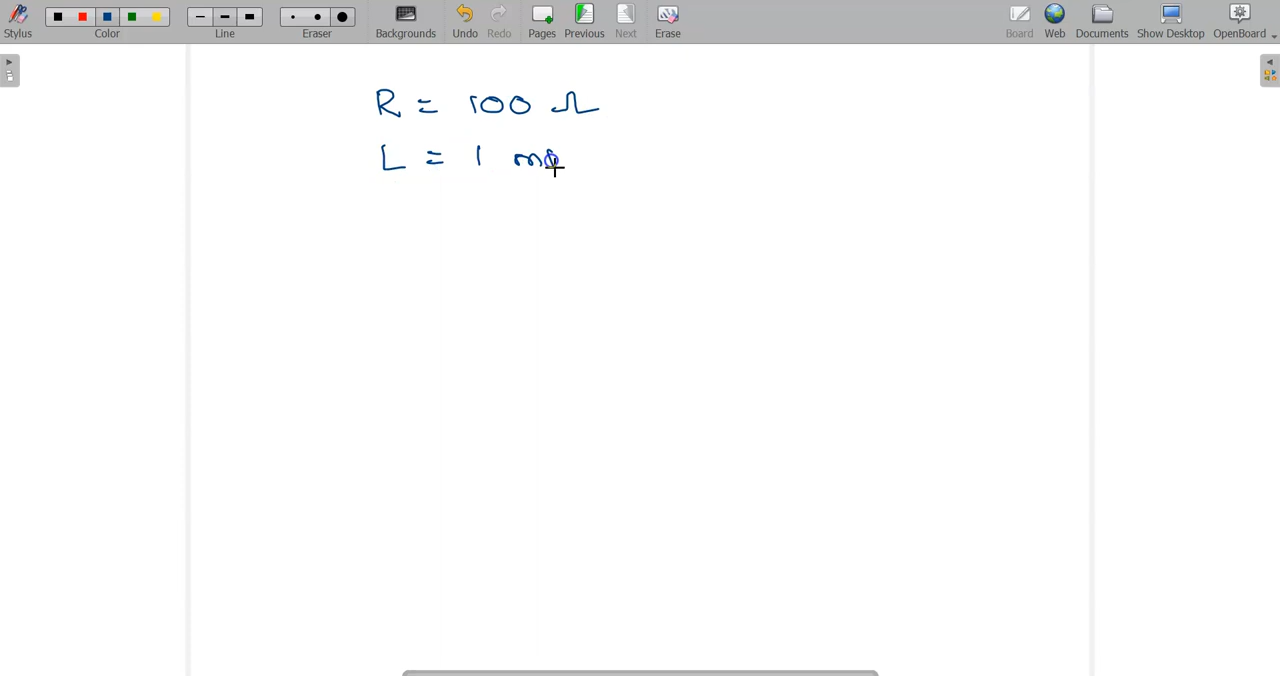 Stylus Color Line Eraser Backgrounds Undo Redo Pages Previous Next Erase Board Web Documents Show Desktop OpenBoard
R = 100 Ω
L = 1